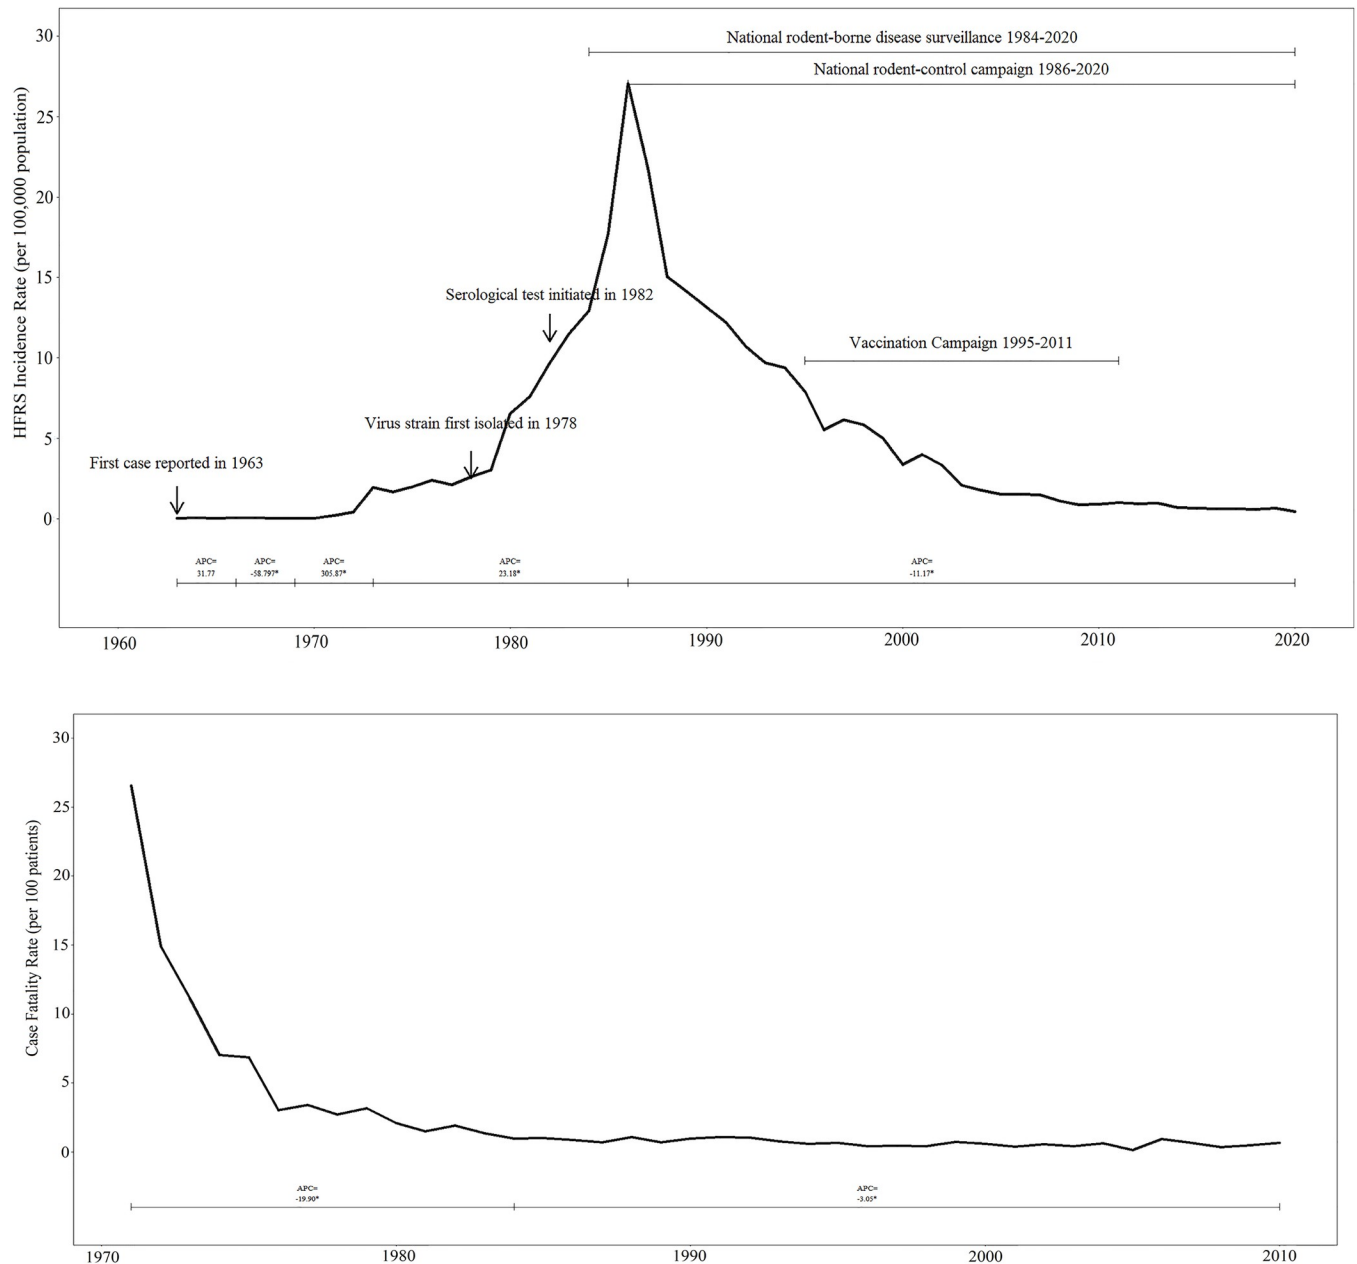 30
25
20
15
10
5
0
HFRS Incidence Rate (per 100,000 population)
National rodent-borne disease surveillance 1984-2020
National rodent-control campaign 1986-2020
Serological test initiated in 1982
Vaccination Campaign 1995-2011
Virus strain first isolated in 1978
First case reported in 1963
APC=
31.77
APC=
-58.797*
APC=
305.87*
APC=
23.18*
APC=
-11.17*
1960
1970
1980
1990
2000
2010
2020
30
25
20
15
10
5
0
Case Fatality Rate (per 100 patients)
APC=
-19.90*
APC=
-3.05*
1970
1980
1990
2000
2010